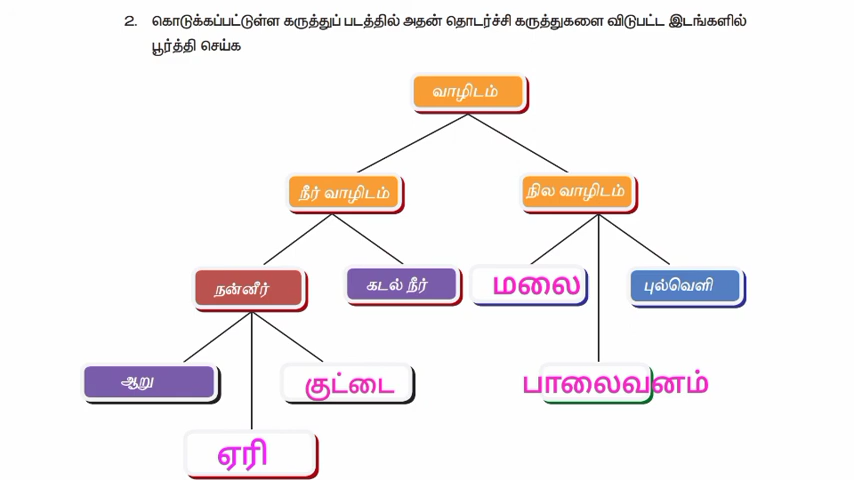 2. கொடுக்கப்பட்டுள்ள கருத்துப் படத்தில் அதன் தொடர்ச்சி கருத்துகளை விடுபட்ட இடங்களில்
பூர்த்தி செய்க
வாழிடம்
நீர் வாழிடம்
நில வாழிடம்
நன்னீர்
கடல் நீர்
மலை
புல்வெளி
ஆறு
குட்டை
பாலைவனம்
ஏரி